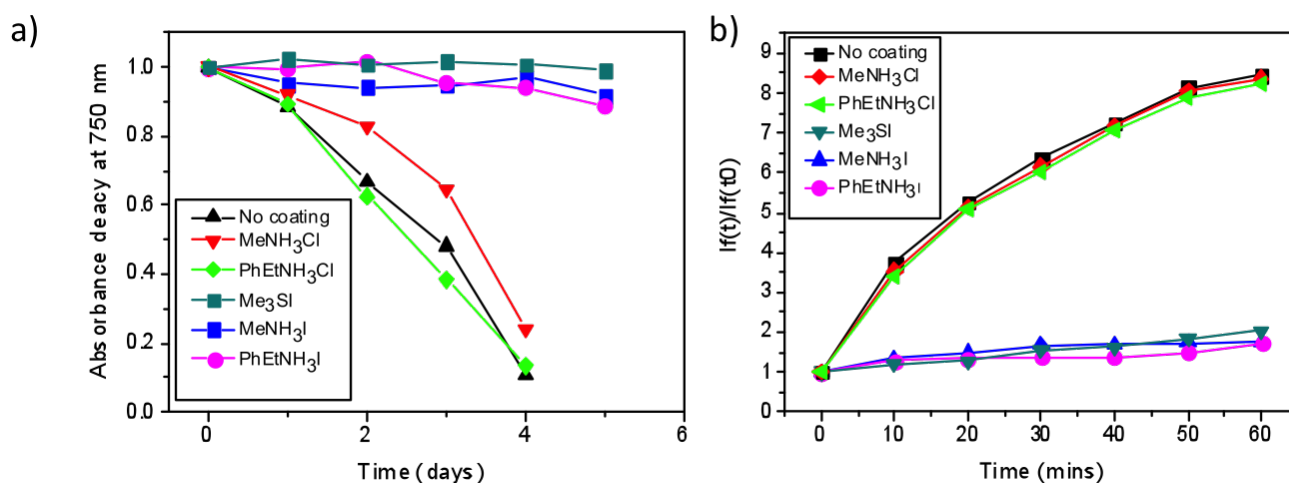 a)
Absorbance deacy at 750 nm
1.0
0.8
0.6
0.4
0.2
0.0
No coating
MeNH₃Cl
PhEtNH₃Cl
Me₃SI
MeNH₃I
PhEtNH₃I
0 2 4 6
Time (days)
b)
If(t)/If(t0)
9
8
7
6
5
4
3
2
1
0
No coating
MeNH₃Cl
PhEtNH₃Cl
Me₃SI
MeNH₃I
PhEtNH₃I
0 10 20 30 40 50 60
Time (mins)